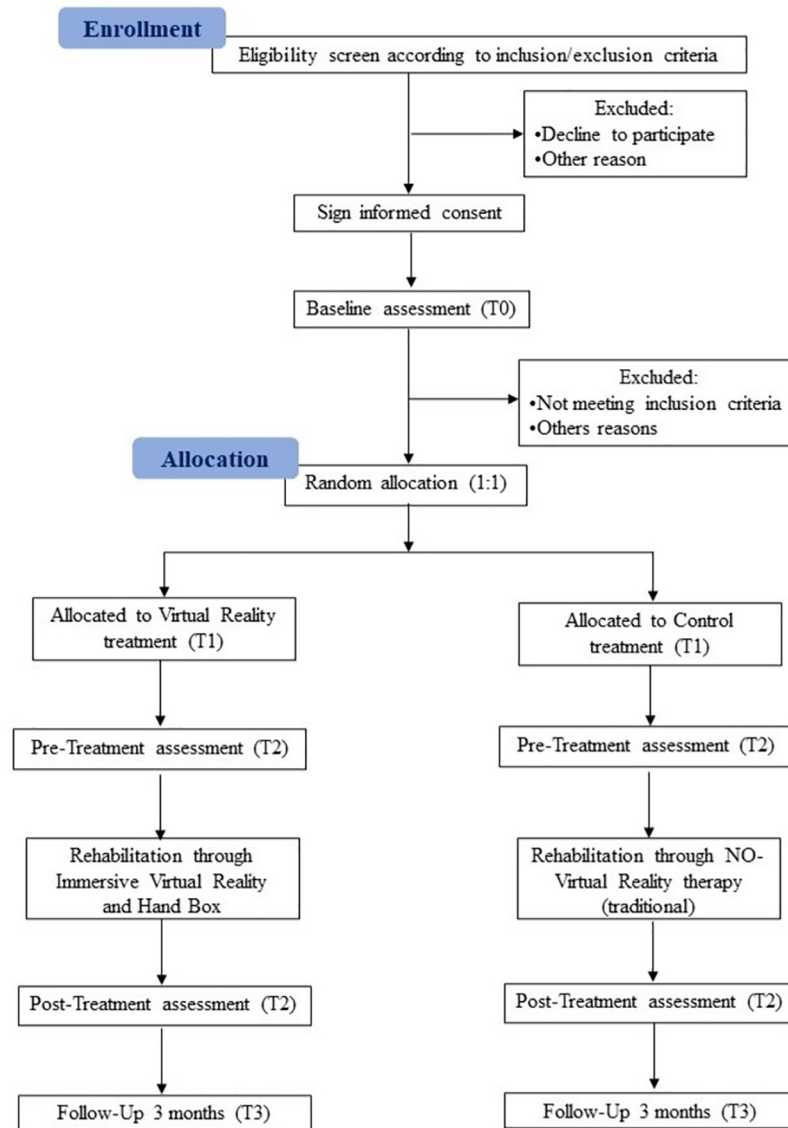 Enrollment
Eligibility screen according to inclusion/exclusion criteria
Excluded:
•Decline to participate
•Other reason
Sign informed consent
Baseline assessment (T0)
Excluded:
•Not meeting inclusion criteria
•Others reasons
Allocation
Random allocation (1:1)
Allocated to Virtual Reality
treatment (T1)
Allocated to Control
treatment (T1)
Pre-Treatment assessment (T2)
Pre-Treatment assessment (T2)
Rehabilitation through
Immersive Virtual Reality
and Hand Box
Rehabilitation through NO-
Virtual Reality therapy
(traditional)
Post-Treatment assessment (T2)
Post-Treatment assessment (T2)
Follow-Up 3 months (T3)
Follow-Up 3 months (T3)